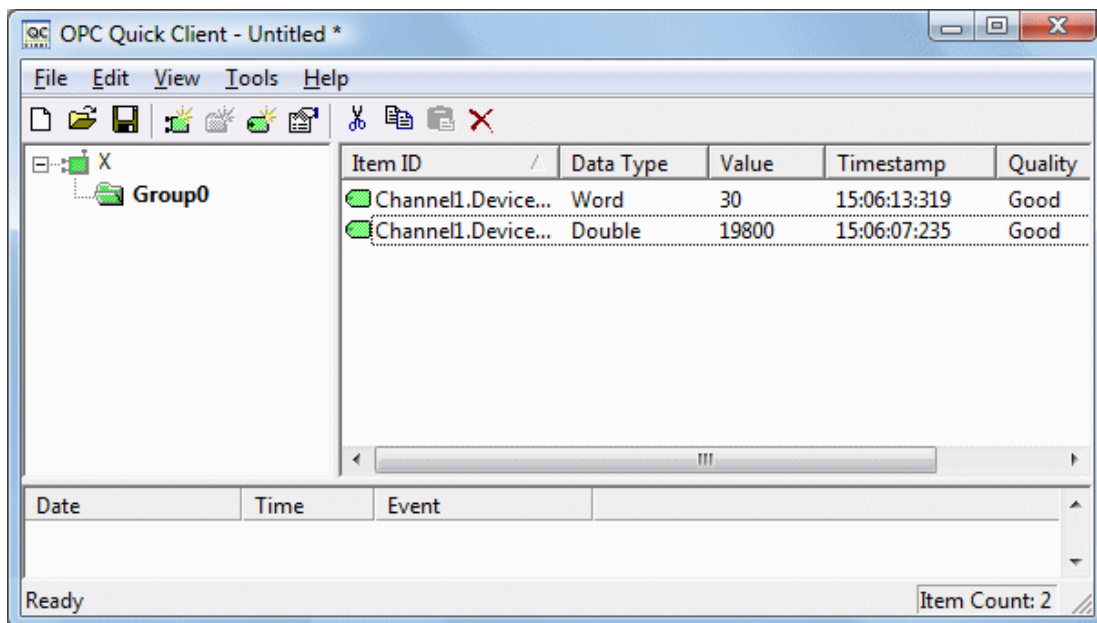 OPC Quick Client - Untitled *
File Edit View Tools Help
X
Group0
Item ID Data Type Value Timestamp Quality
Channel1.Device... Word 30 15:06:13:319 Good
Channel1.Device... Double 19800 15:06:07:235 Good
Date Time Event
Ready Item Count: 2